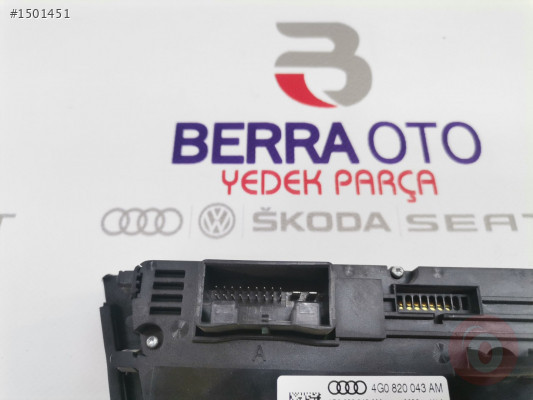 #1501451
BERRA OTO
YEDEK PARÇA
ŠKODA SEAT
A
4G0 820 043 AM